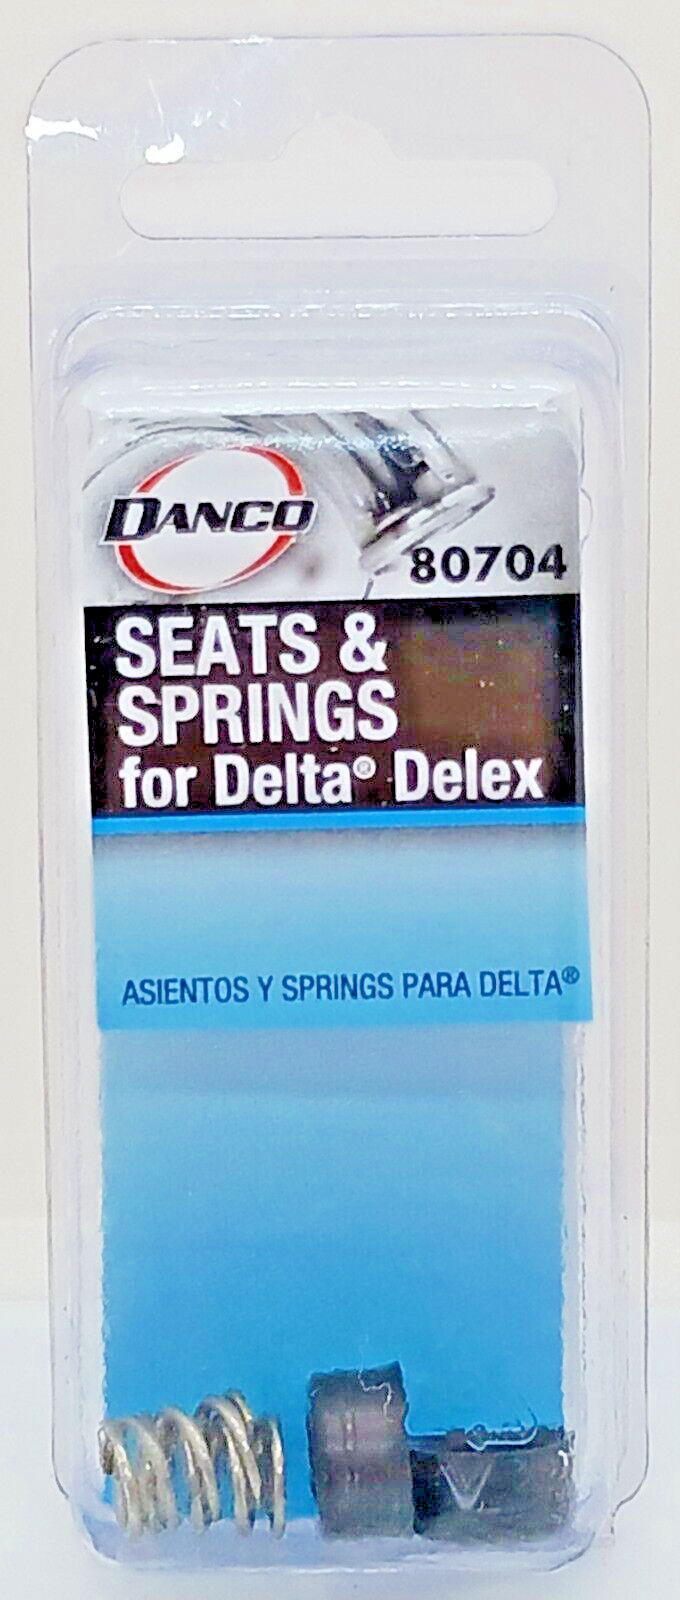 DANCO
80704
SEATS &
SPRINGS
for Delta® Delex
ASIENTOS Y SPRINGS PARA DELTA®